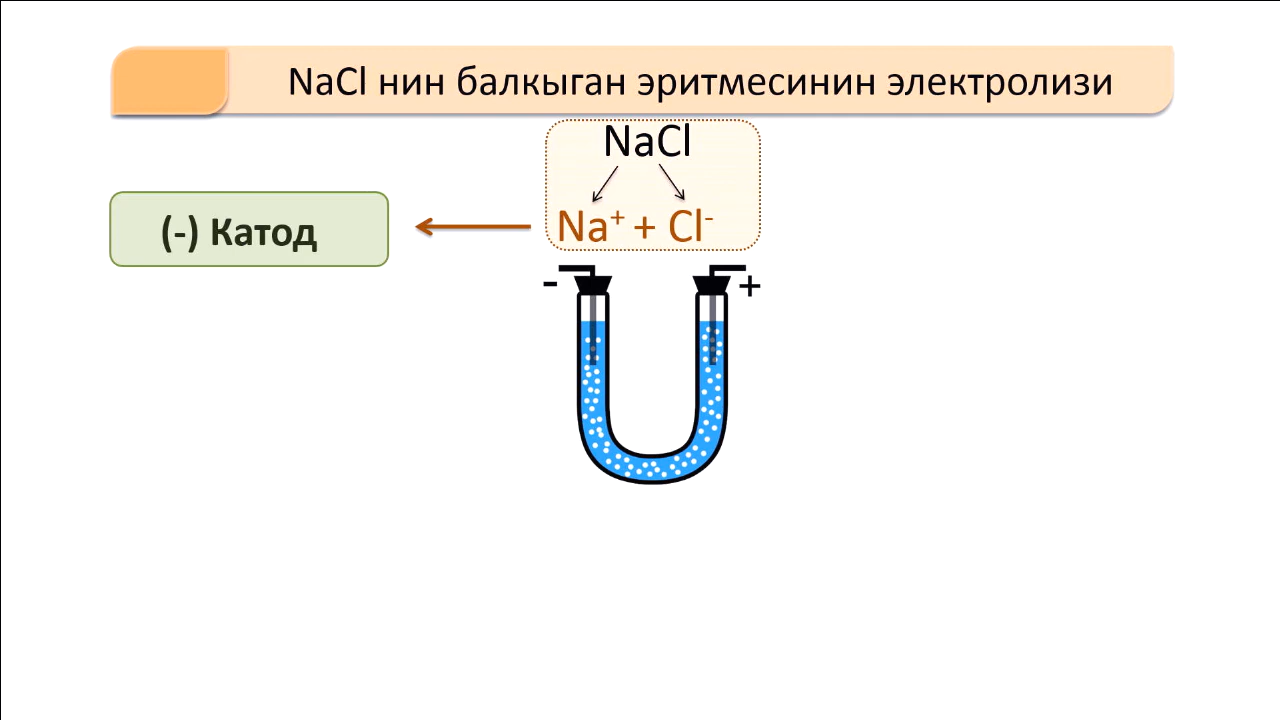 NaCl нин балкыган эритмесинин электролизи
NaCl
(-) Катод
Na⁺ + Cl⁻
- +